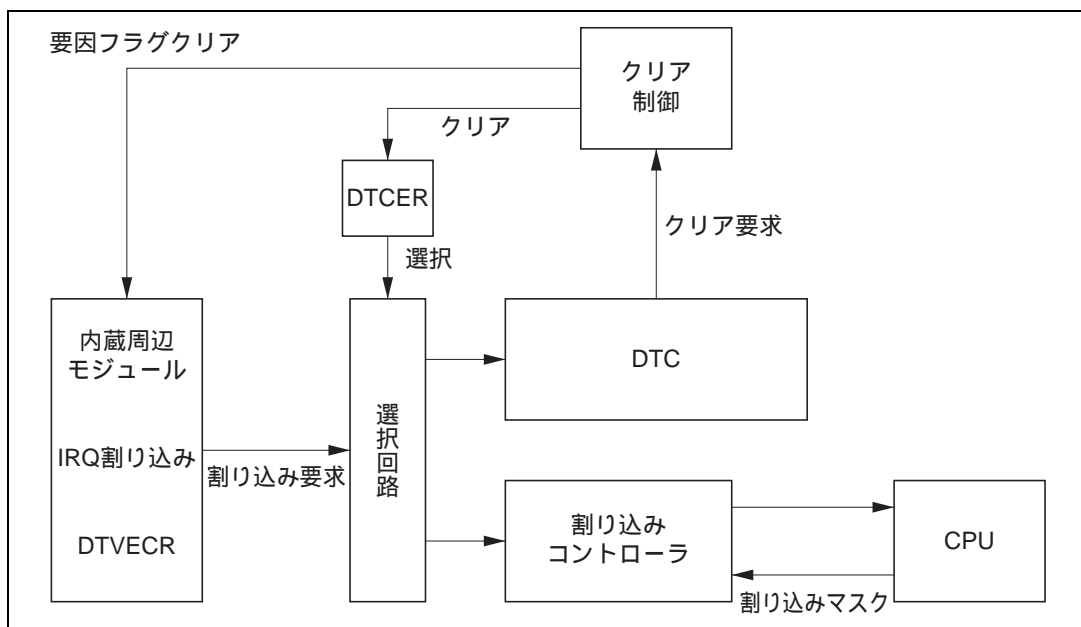 要因フラグクリア
クリア
制御
クリア
DTCER
クリア要求
選択
内蔵周辺
モジュール
IRQ割り込み
DTVECR
割り込み要求
選択回路
DTC
割り込み
コントローラ
CPU
割り込みマスク